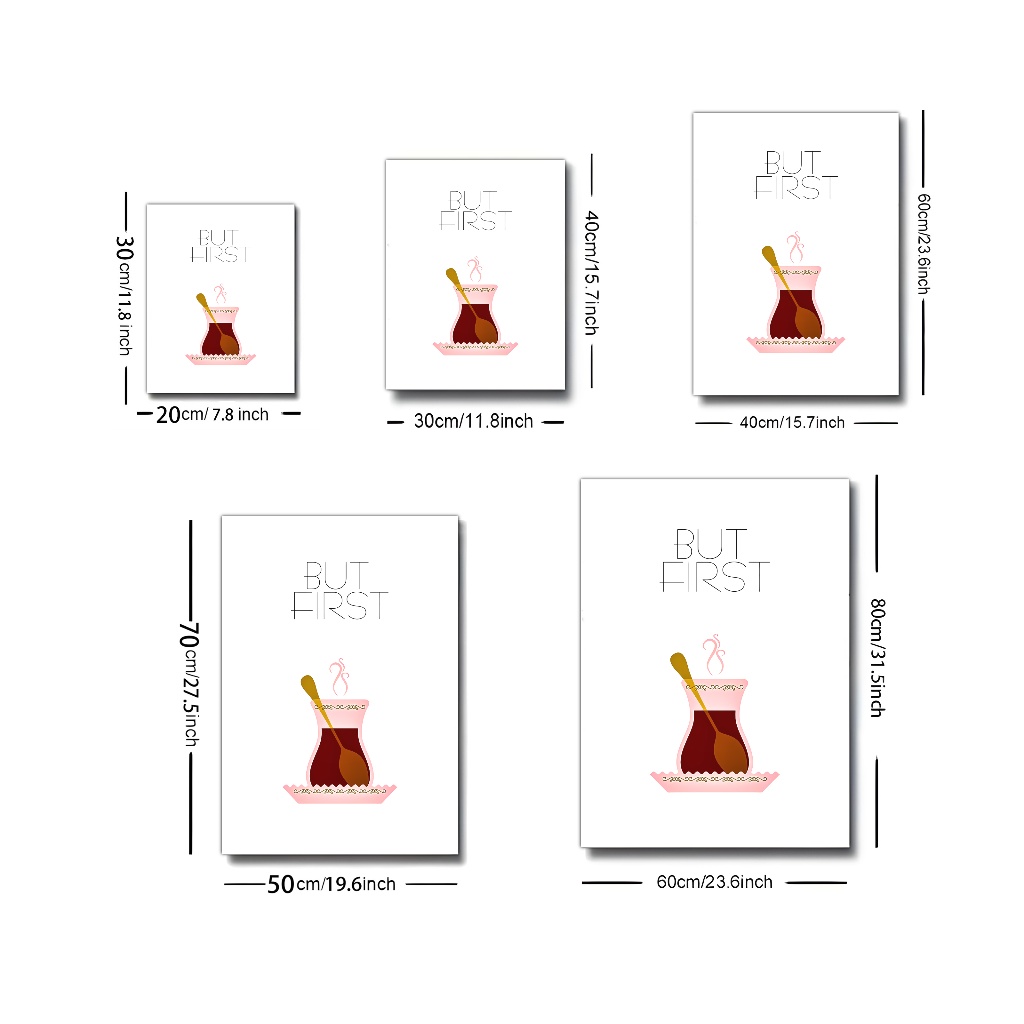 BUT
FIRST
30cm/11.8 inch
20cm/ 7.8 inch
BUT
FIRST
40cm/15.7inch
30cm/11.8inch
BUT
FIRST
60cm/23.6inch
40cm/15.7inch
BUT
FIRST
70cm/27.5inch
50cm/19.6inch
BUT
FIRST
80cm/31.5inch
60cm/23.6inch